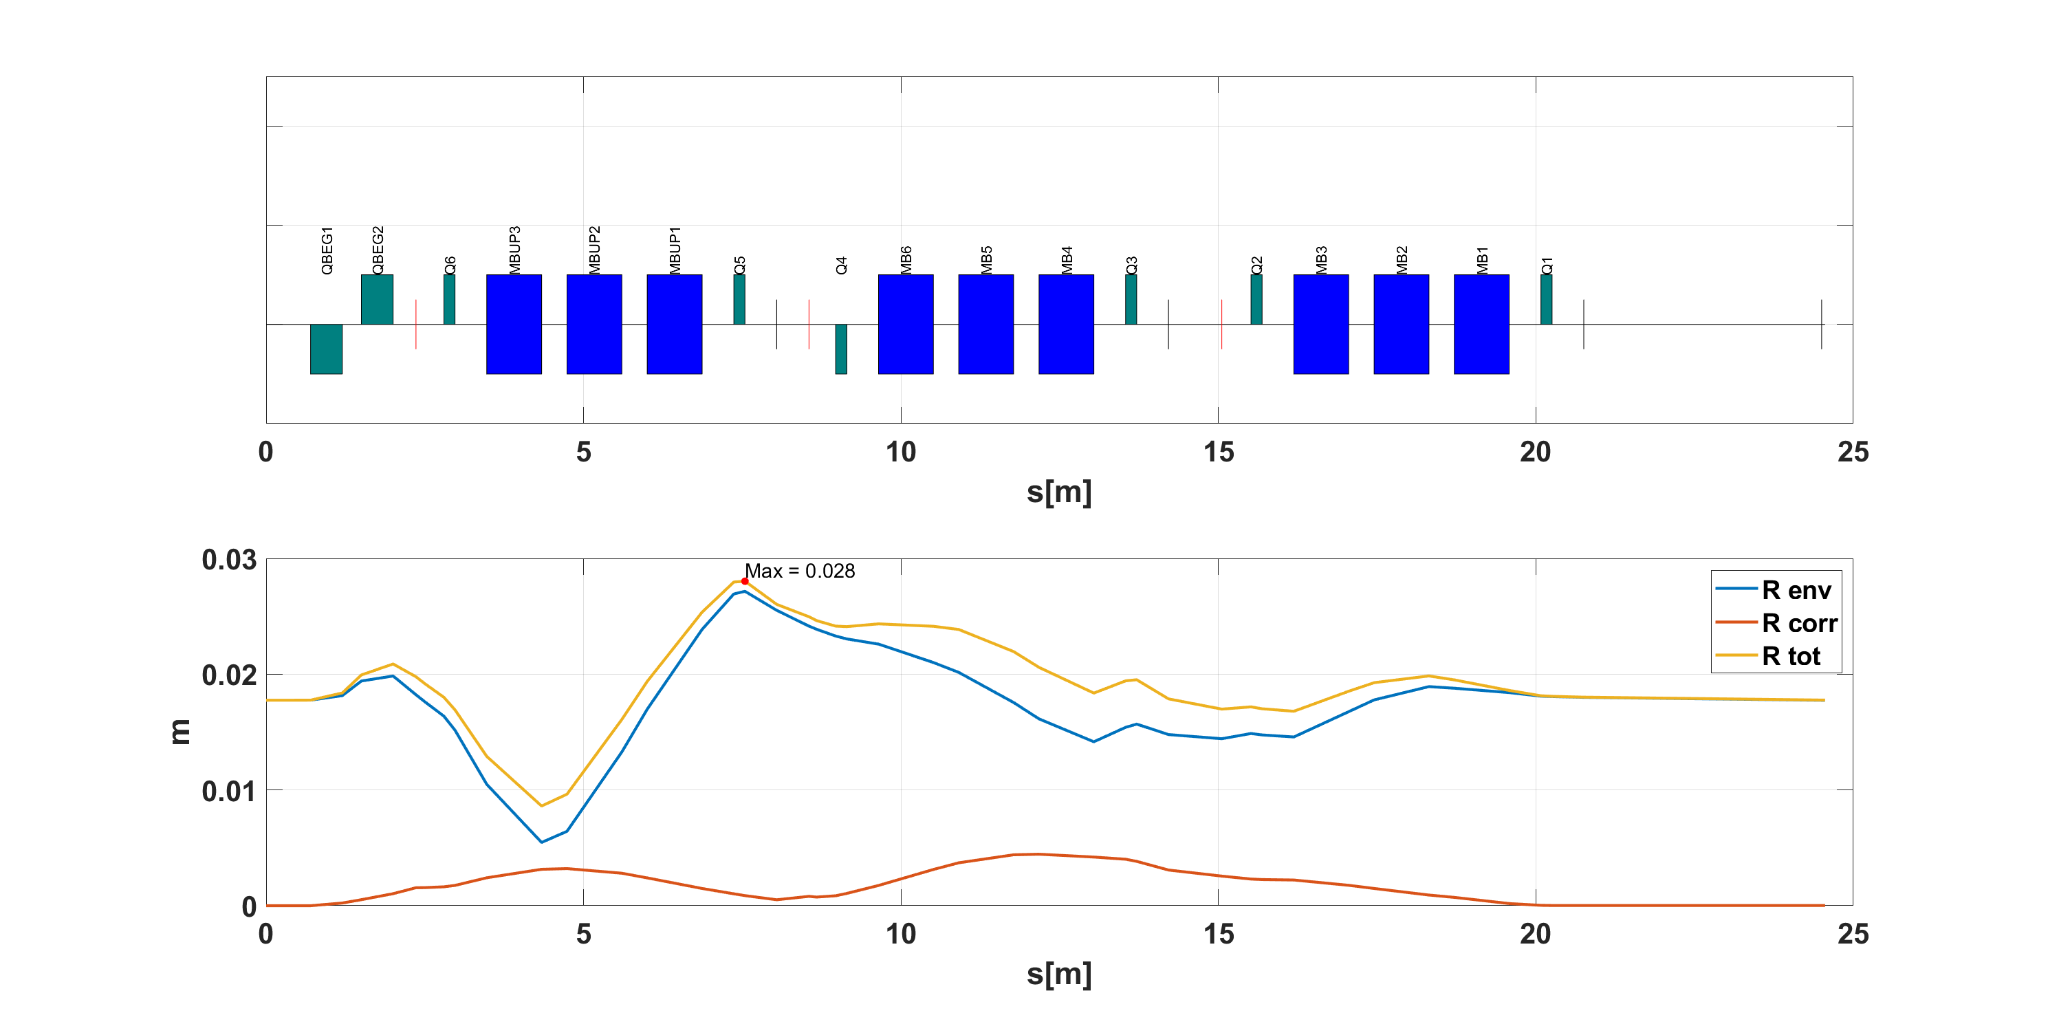 QBEG1
QBEG2
Q6
MBUP3
MBUP2
MBUP1
Q5
Q4
MB6
MB5
MB4
Q3
Q2
MB3
MB2
MB1
Q1
0 5 10 15 20 25
s[m]
0.03
0.02
0.01
0
m
Max = 0.028
R env
R corr
R tot
0 5 10 15 20 25
s[m]